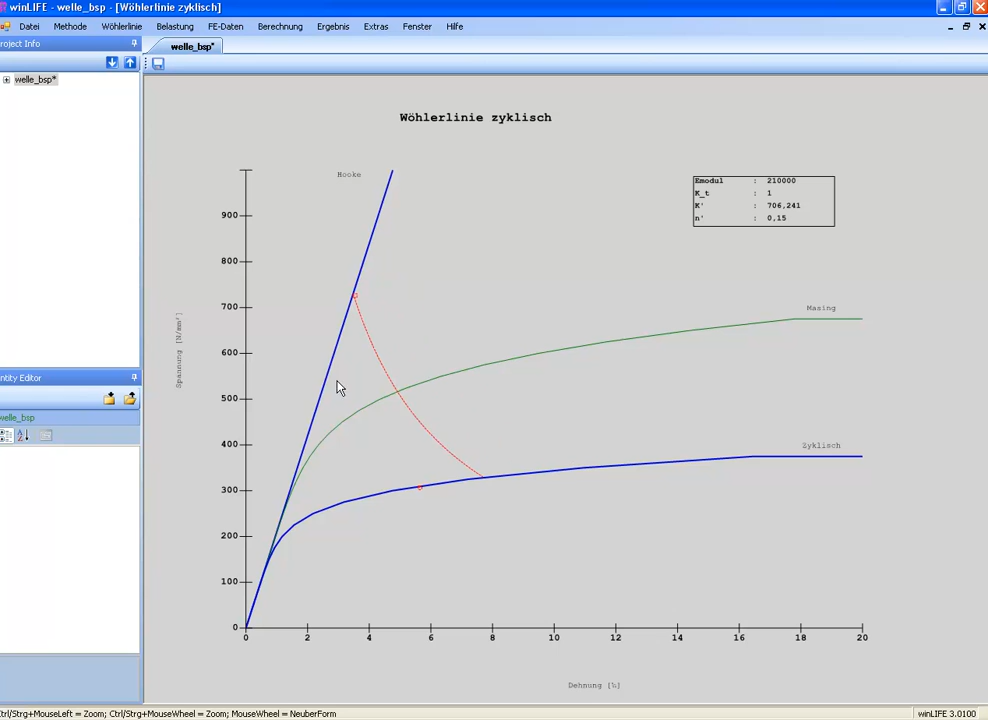 winLIFE - welle_bsp - [Wöhlerlinie zyklisch]
Datei Methode Wöhlerlinie Belastung FE-Daten Berechnung Ergebnis Extras Fenster Hilfe
roject Info
welle_bsp*
welle_bsp*
Wöhlerlinie zyklisch
Hooke
Emodul : 210000
K_t : 1
K' : 706,241
n' : 0,15
900
800
700
600
500
400
300
200
100
0
Spannung [N/mm²]
Masing
Zyklisch
0 2 4 6 8 10 12 14 16 18 20
Dehnung [%]
ntity Editor
welle_bsp
trl/Strg+MouseLeft = Zoom; Ctrl/Strg+MouseWheel = Zoom; MouseWheel = NeuberForm
winLIFE 3.0100